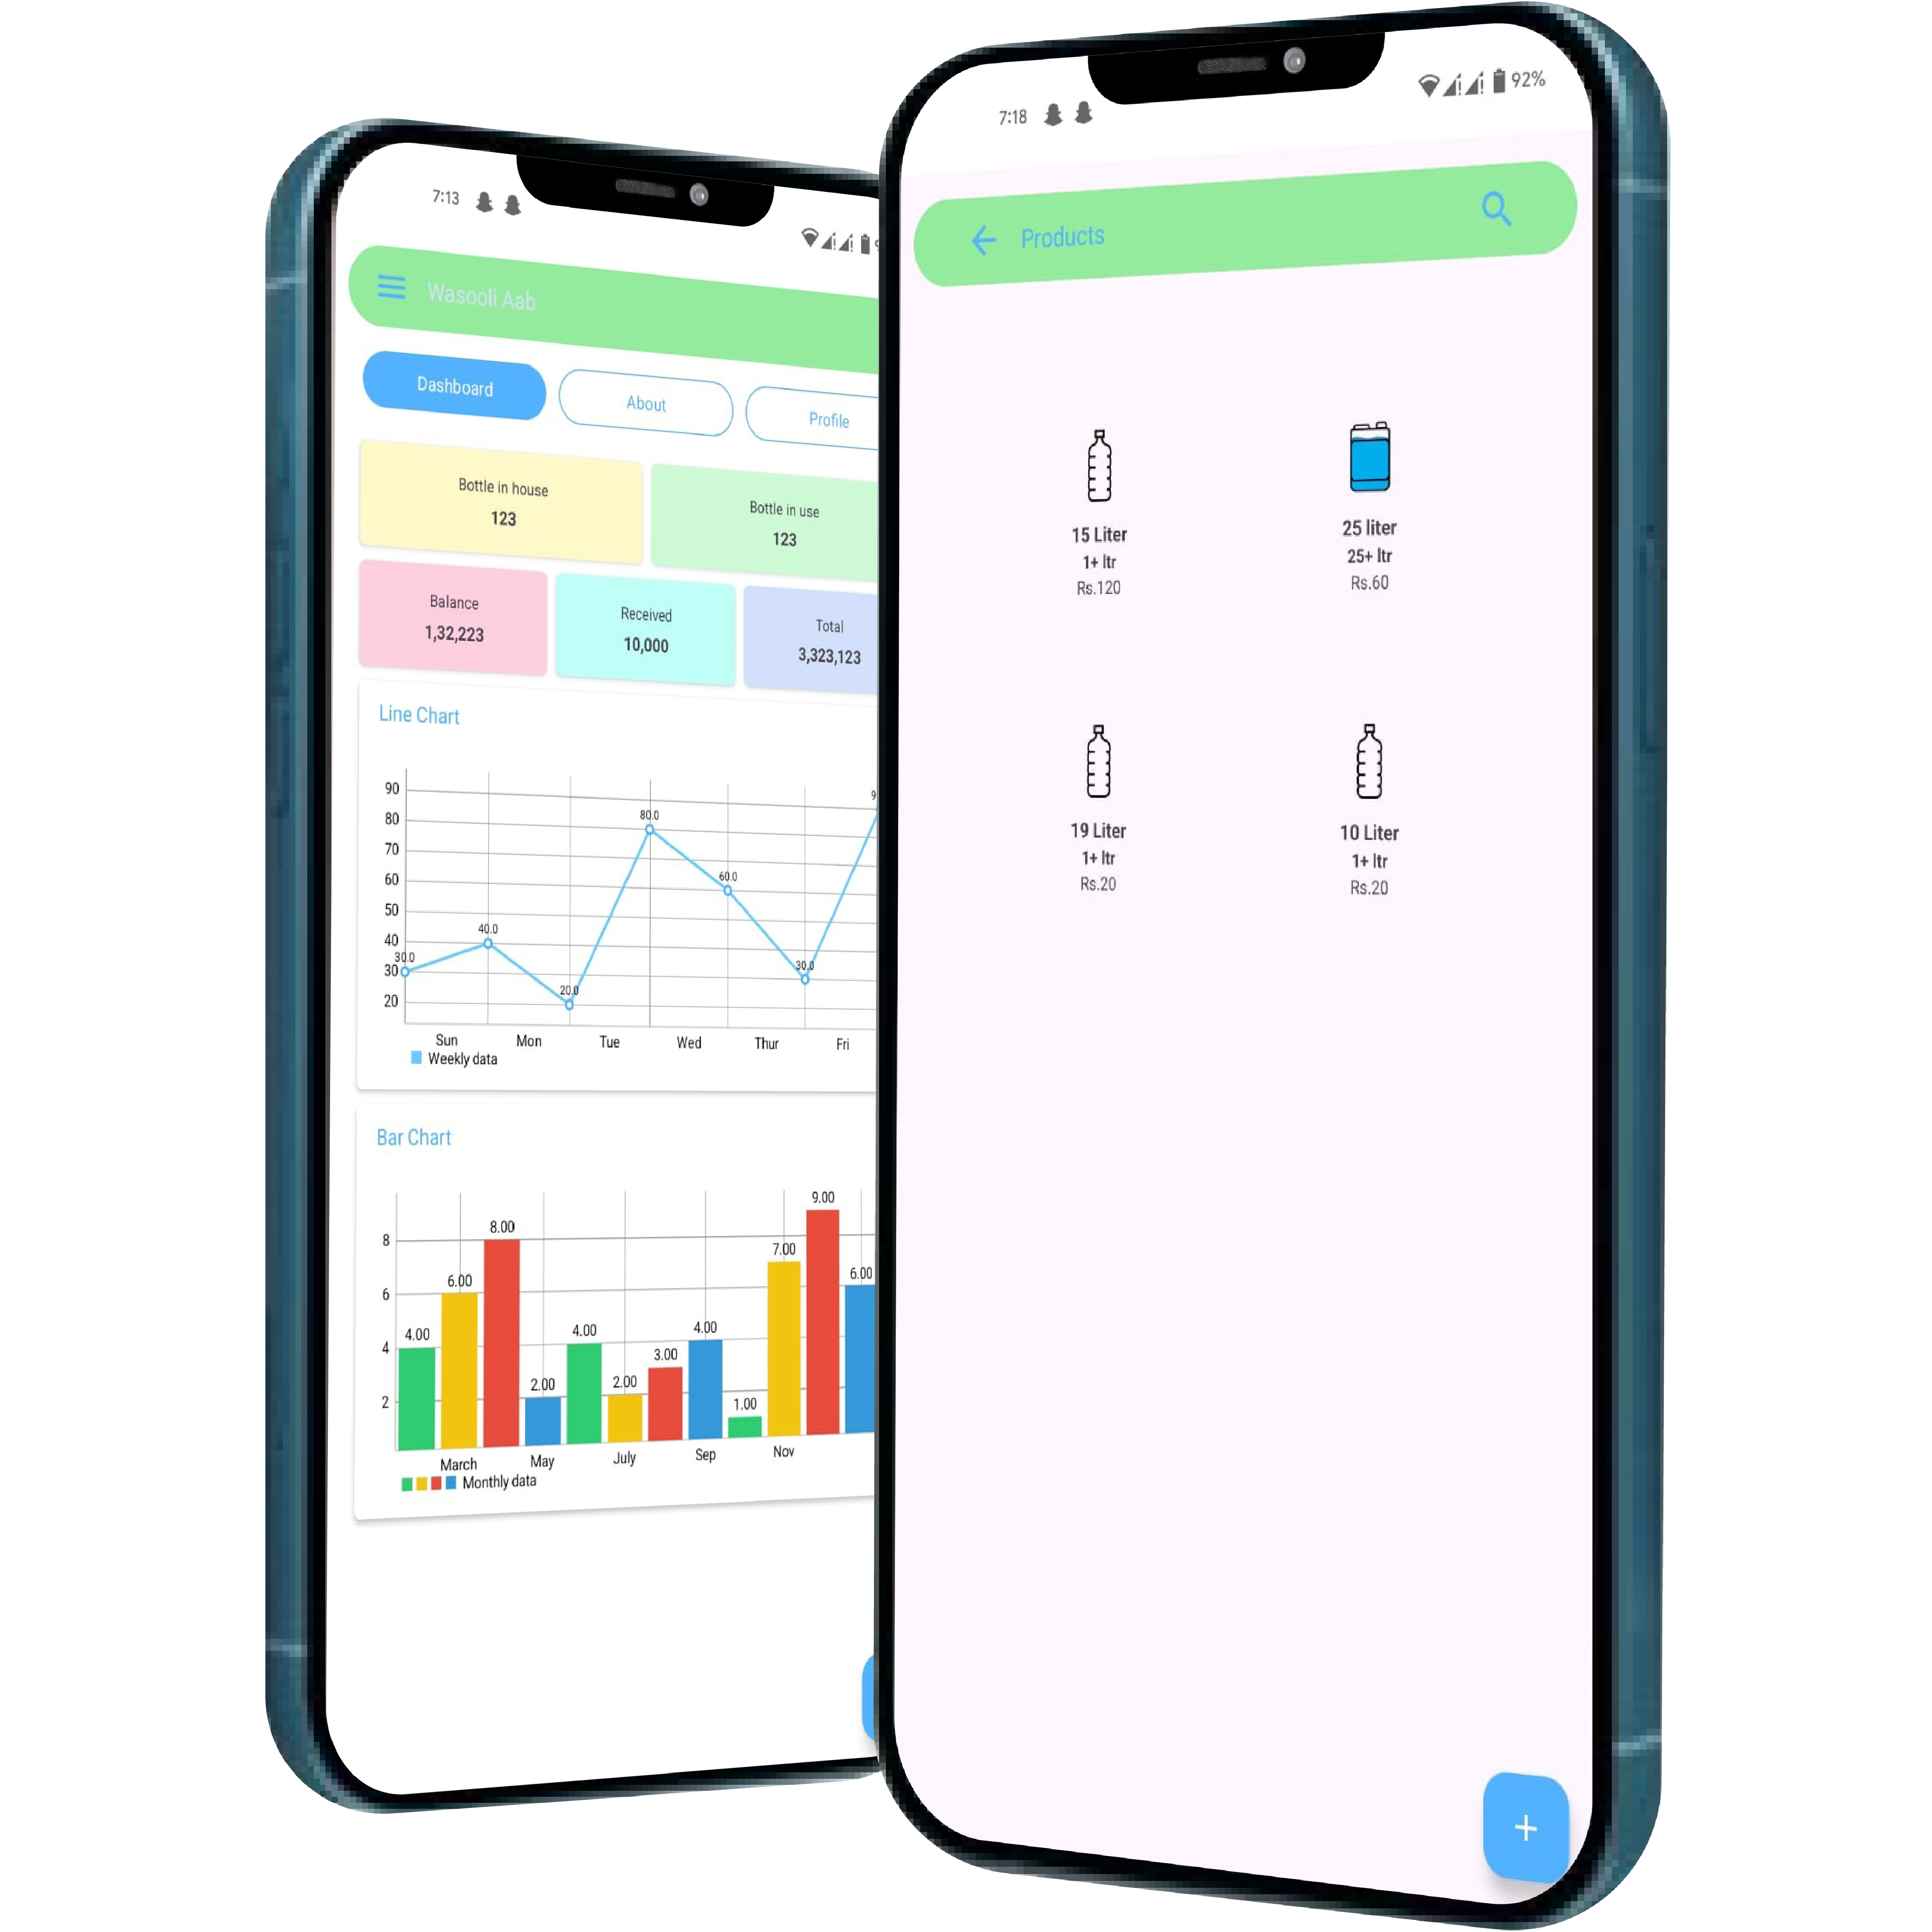 7:13
Wasooli Aab
Dashboard
About
Profile
Bottle in house
123
Bottle in use
123
Balance
1,32,223
Received
10,000
Total
3,323,123
Line Chart
90
80
70
60
50
40
30
20
30.0
40.0
20.0
80.0
60.0
30.0
Sun
Mon
Tue
Wed
Thur
Fri
Weekly data
Bar Chart
8
6
4
2
4.00
6.00
8.00
2.00
4.00
2.00
3.00
4.00
1.00
7.00
9.00
6.00
March
May
July
Sep
Nov
Monthly data
7:18
92%
Products
15 Liter
1+ ltr
Rs.120
25 liter
25+ ltr
Rs.60
19 Liter
1+ ltr
Rs.20
10 Liter
1+ ltr
Rs.20
+